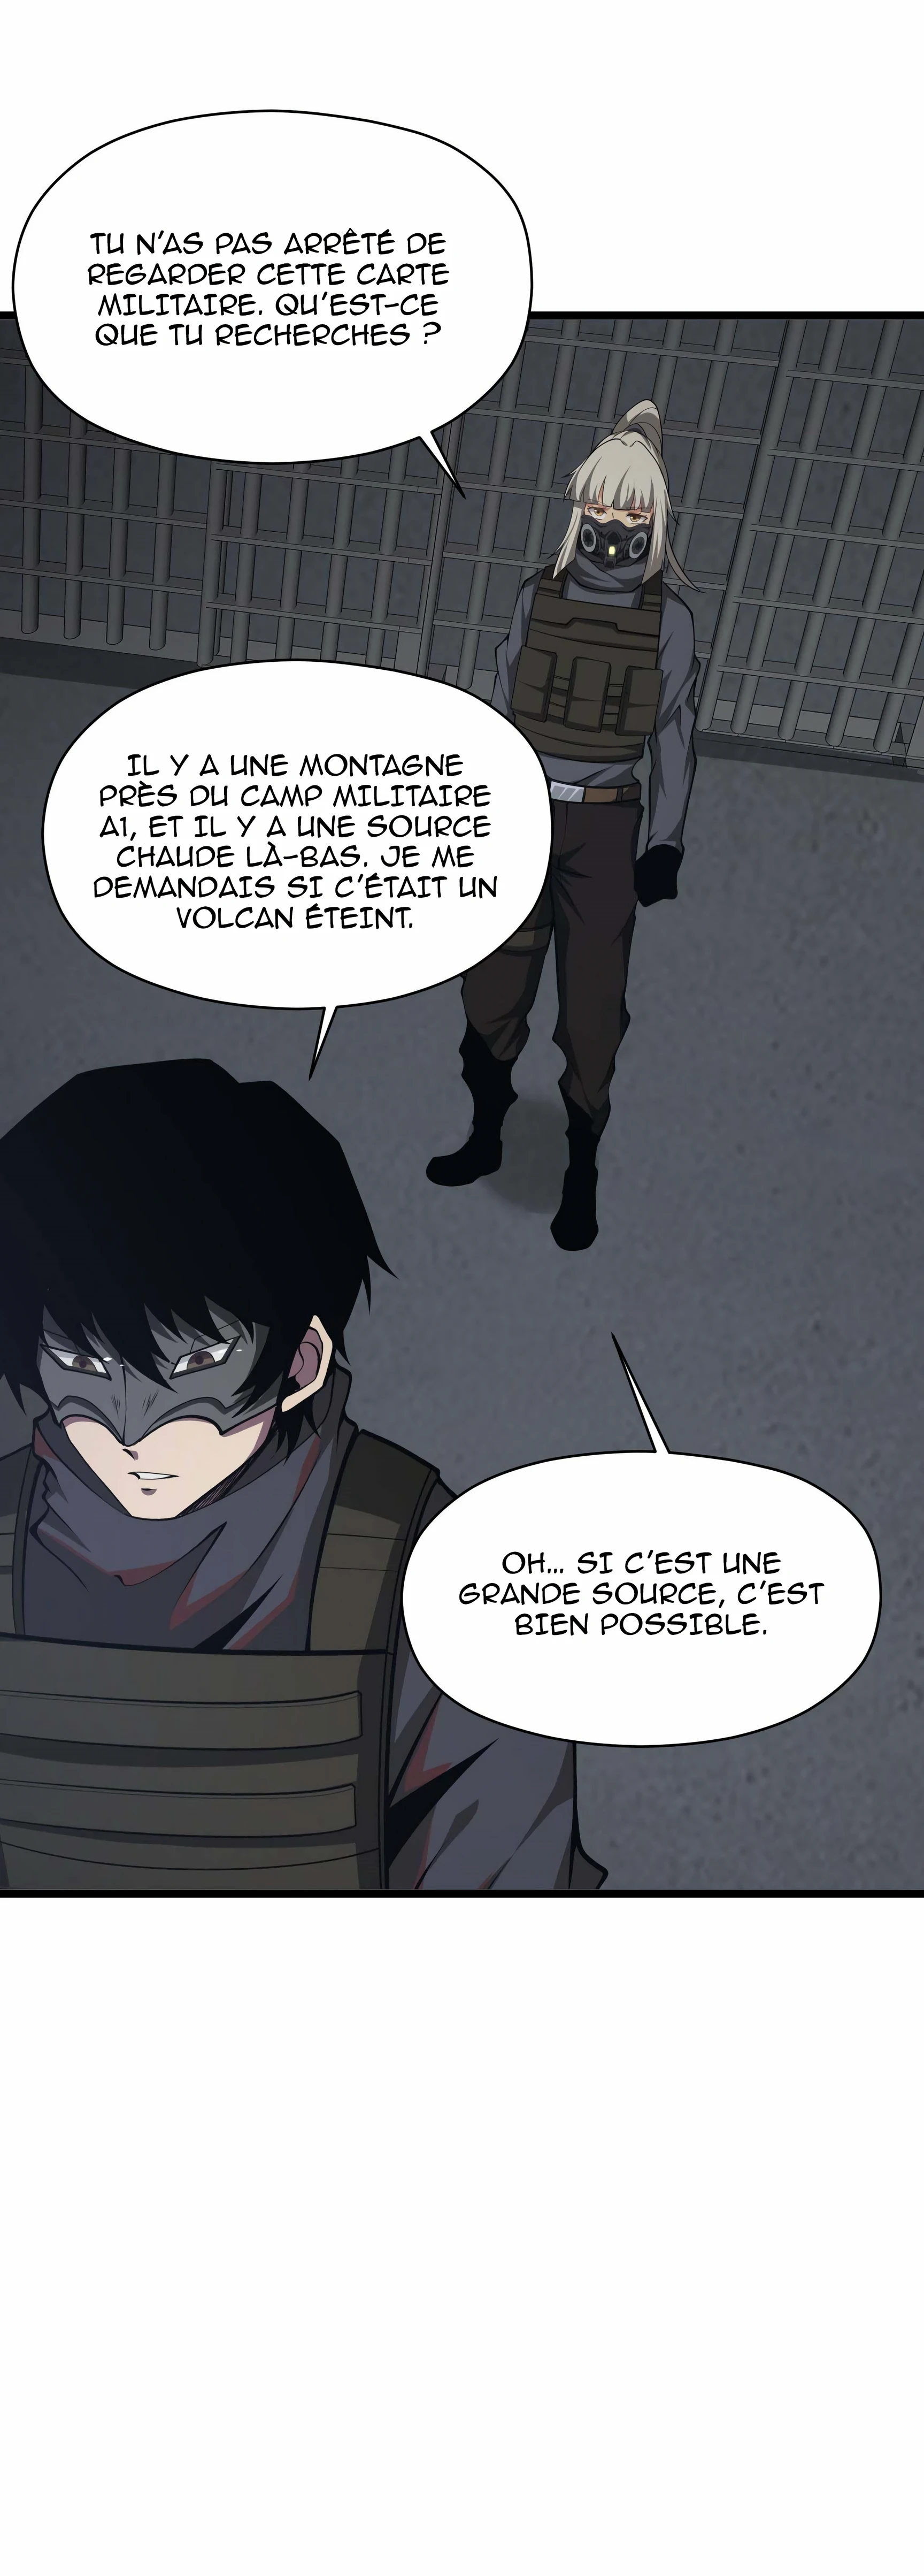 TU N'AS PAS ARRÊTÉ DE
REGARDER CETTE CARTE
MILITAIRE. QU'EST-CE
QUE TU RECHERCHES ?
IL Y A UNE MONTAGNE
PRÈS DU CAMP MILITAIRE
A1, ET IL Y A UNE SOURCE
CHAUDE LÀ-BAS. JE ME
DEMANDAIS SI C'ÉTAIT UN
VOLCAN ÉTEINT.
OH... SI C'EST UNE
GRANDE SOURCE, C'EST
BIEN POSSIBLE.